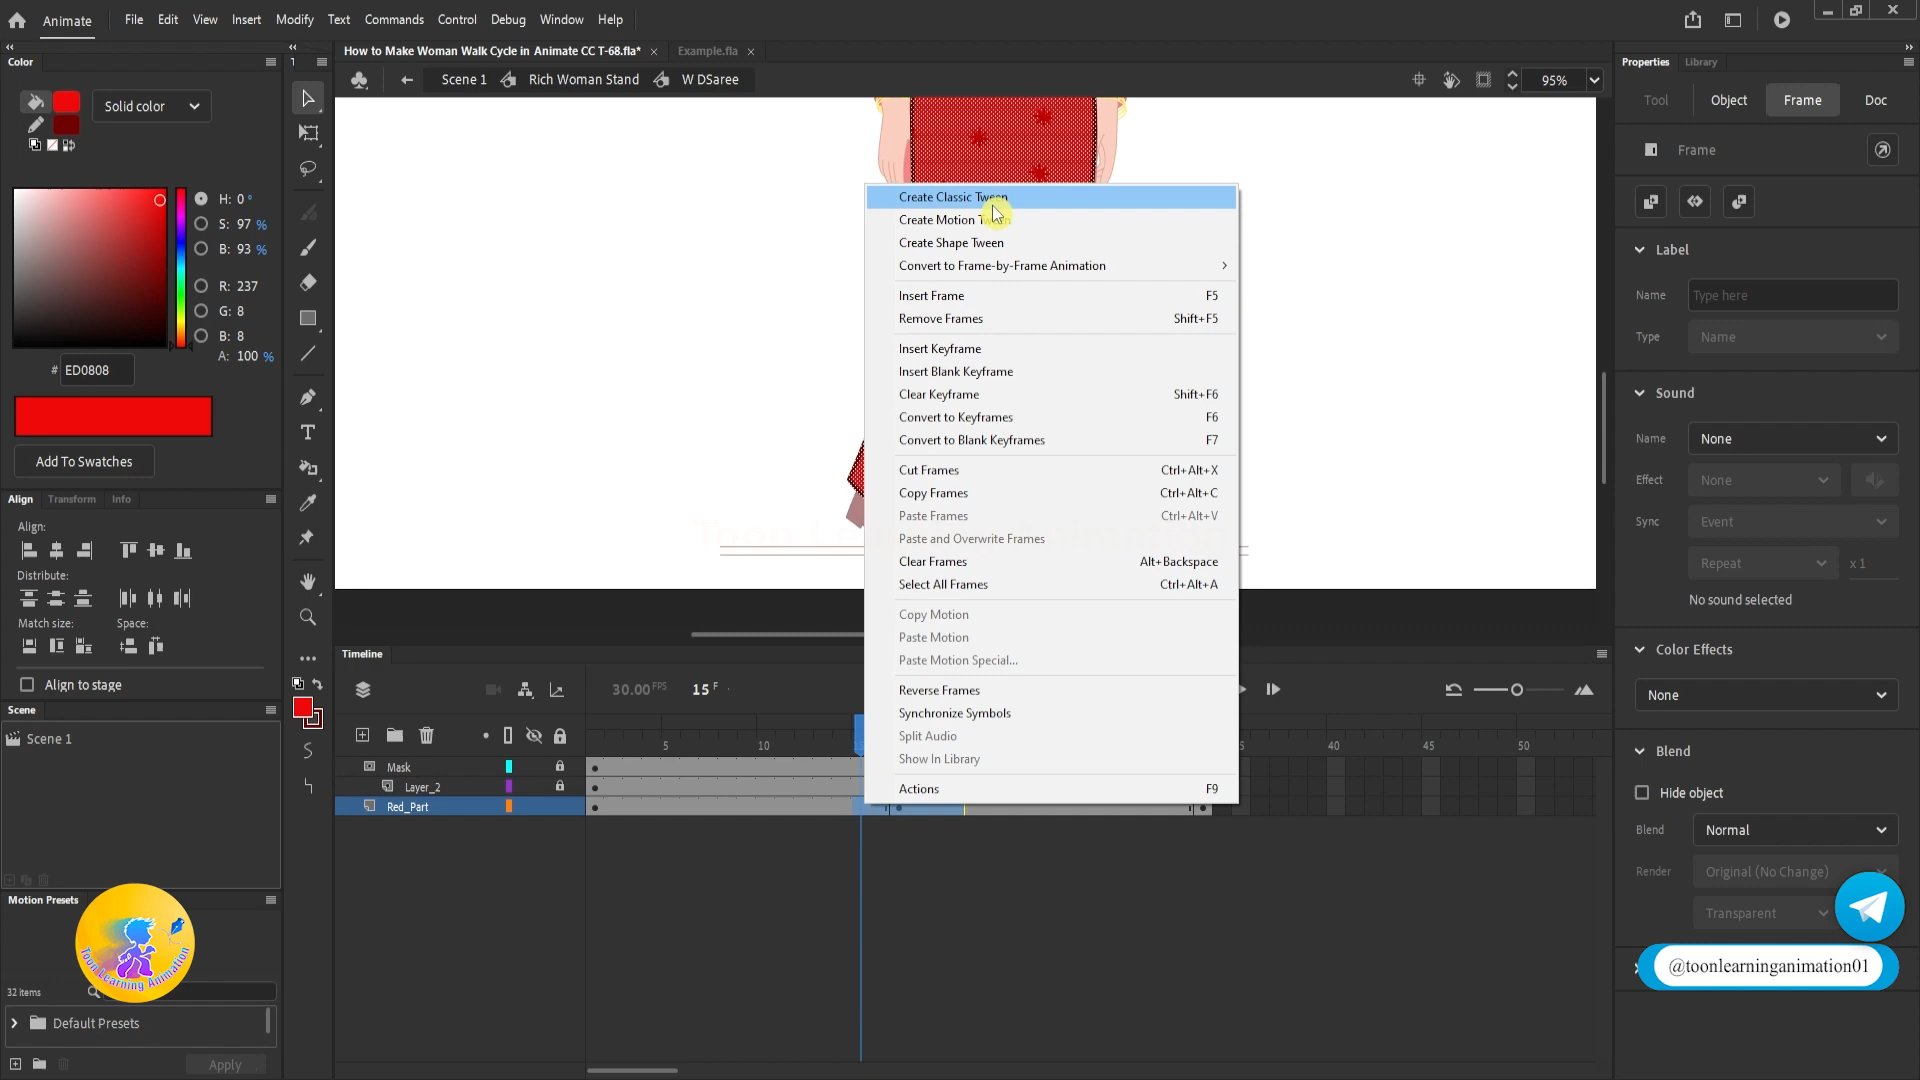 Animate
File Edit View Insert Modify Text Commands Control Debug Window Help
Color
How to Make Woman Walk Cycle in Animate CC T-68.fla* ×
Example.fla ×
Properties
Library
Scene 1
Rich Woman Stand
W DSaree
95%
Solid color
Tool
Object
Frame
Doc
Frame
H: 0 °
S: 97 %
B: 93 %
R: 237
G: 8
B: 8
A: 100 %
# ED0808
Add To Swatches
Create Classic Tween
Create Motion Tween
Create Shape Tween
Convert to Frame-by-Frame Animation
Insert Frame F5
Remove Frames Shift+F5
Insert Keyframe
Insert Blank Keyframe
Clear Keyframe Shift+F6
Convert to Keyframes F6
Convert to Blank Keyframes F7
Cut Frames Ctrl+Alt+X
Copy Frames Ctrl+Alt+C
Paste Frames Ctrl+Alt+V
Paste and Overwrite Frames
Clear Frames Alt+Backspace
Select All Frames Ctrl+Alt+A
Copy Motion
Paste Motion
Paste Motion Special...
Reverse Frames
Synchronize Symbols
Split Audio
Show In Library
Actions F9
Label
Name Type here
Type Name
Sound
Name None
Effect None
Sync Event
Repeat x 1
No sound selected
Color Effects
None
Blend
Hide object
Blend Normal
Render Original (No Change)
Transparent
@toonlearninganimation01
Align Transform Info
Align:
Distribute:
Match size: Space:
Align to stage
Scene
Scene 1
Motion Presets
Toon Learning Animation
32 items
Default Presets
Apply
Timeline
30.00 FPS 15 F
5 10 40 45 50
Mask
Layer_2
Red_Part